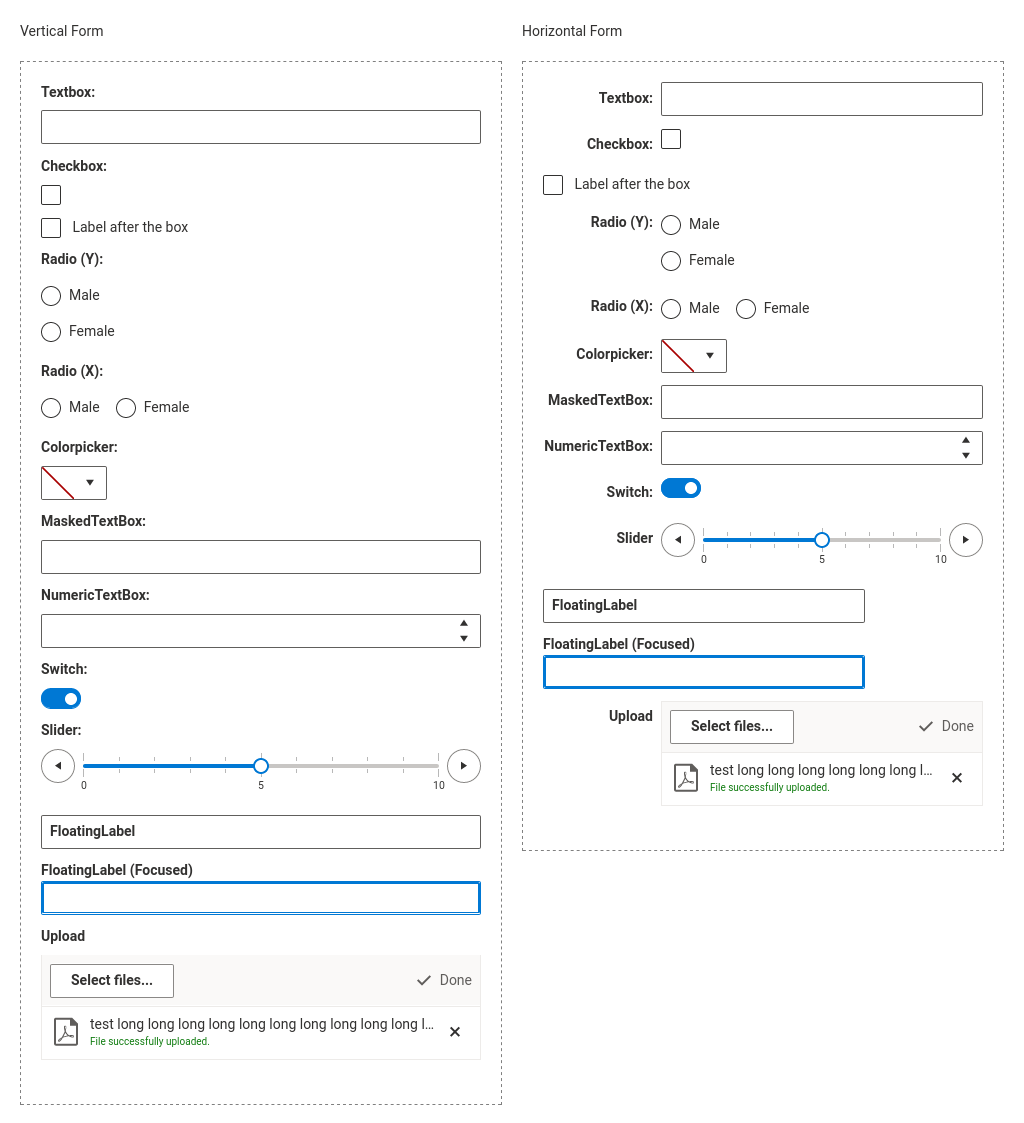 Vertical Form
Textbox:
Checkbox:
Label after the box
Radio (Y):
Male
Female
Radio (X):
Male Female
Colorpicker:
MaskedTextBox:
NumericTextBox:
Switch:
Slider:
0 5 10
FloatingLabel
FloatingLabel (Focused)
Upload
Select files... Done
test long long long long long long long long long long l...
File successfully uploaded.
Horizontal Form
Textbox:
Checkbox:
Label after the box
Radio (Y): Male
Female
Radio (X): Male Female
Colorpicker:
MaskedTextBox:
NumericTextBox:
Switch:
Slider
0 5 10
FloatingLabel
FloatingLabel (Focused)
Upload Select files... Done
test long long long long long long l...
File successfully uploaded.